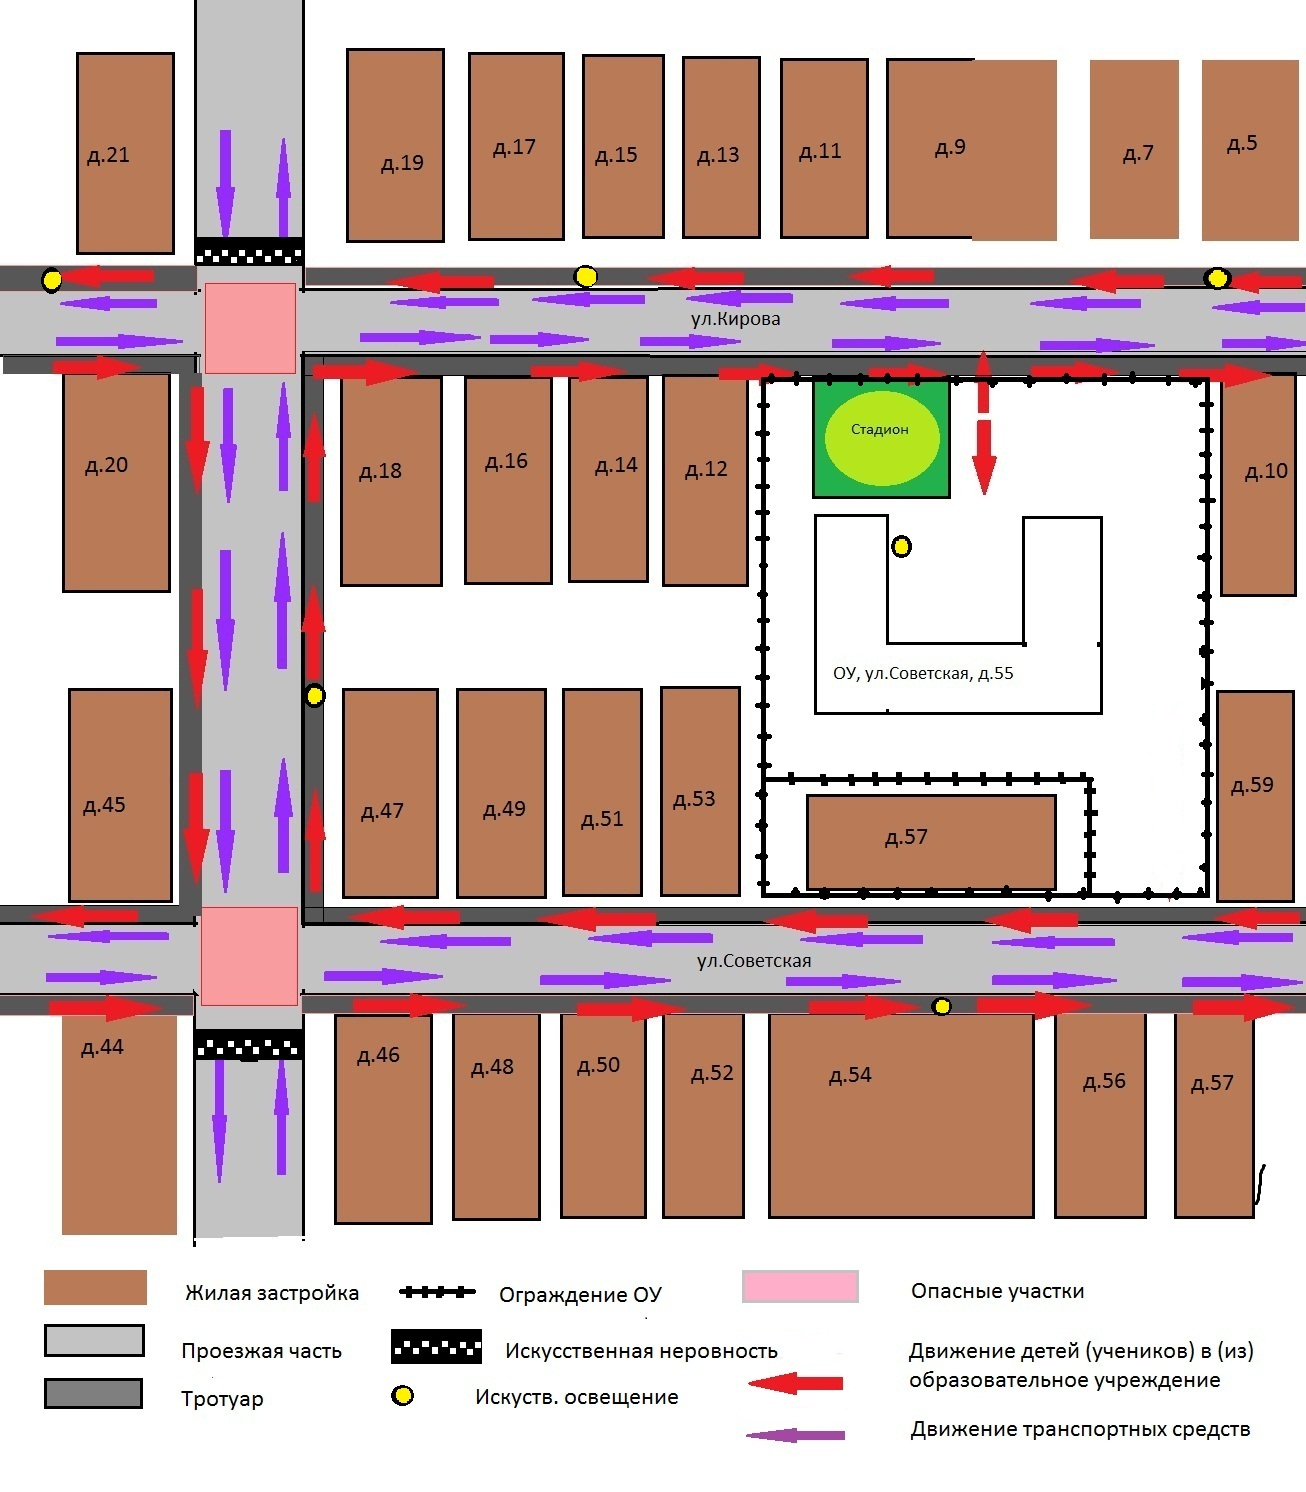 д.21
д.19
д.17
д.15
д.13
д.11
д.9
д.7
д.5
ул.Кирова
д.20
д.18
д.16
д.14
д.12
Стадион
д.10
ОУ, ул.Советская, д.55
д.45
д.47
д.49
д.51
д.53
д.57
д.59
ул.Советская
д.44
д.46
д.48
д.50
д.52
д.54
д.56
д.57
Жилая застройка
Ограждение ОУ
Опасные участки
Проезжая часть
Искусственная неровность
Движение детей (учеников) в (из)
образовательное учреждение
Тротуар
Искуств. освещение
Движение транспортных средств